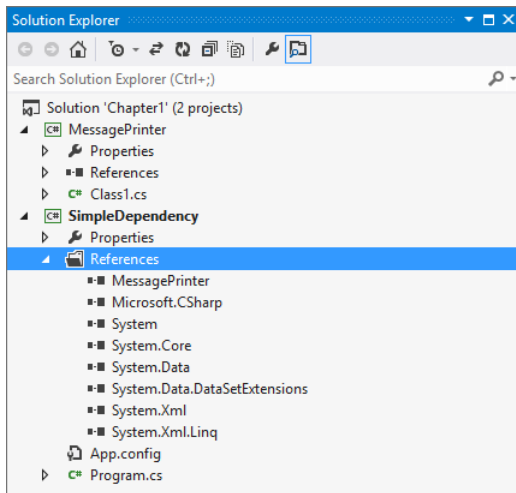 Solution Explorer
Search Solution Explorer (Ctrl+;)
Solution 'Chapter1' (2 projects)
C# MessagePrinter
Properties
References
C# Class1.cs
C# SimpleDependency
Properties
References
MessagePrinter
Microsoft.CSharp
System
System.Core
System.Data
System.Data.DataSetExtensions
System.Xml
System.Xml.Linq
App.config
C# Program.cs